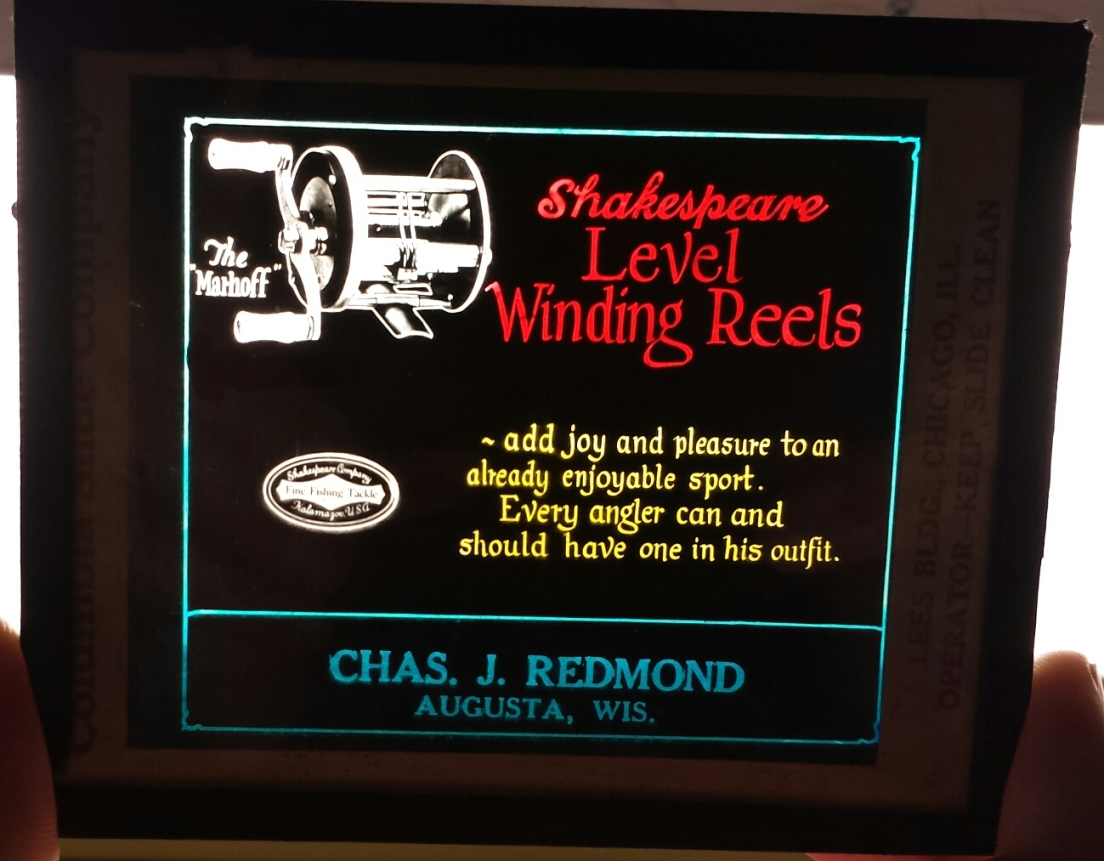 The
"Marhoff"
Shakespeare
Level
Winding Reels
~ add joy and pleasure to an
already enjoyable sport.
Every angler can and
should have one in his outfit.
Shakespeare Company
Fine Fishing Tackle
Kalamazoo, U.S.A.
CHAS. J. REDMOND
AUGUSTA, WIS.
LEES BLDG., CHICAGO, ILL.
OPERATOR-KEEP SLIDE CLEAN